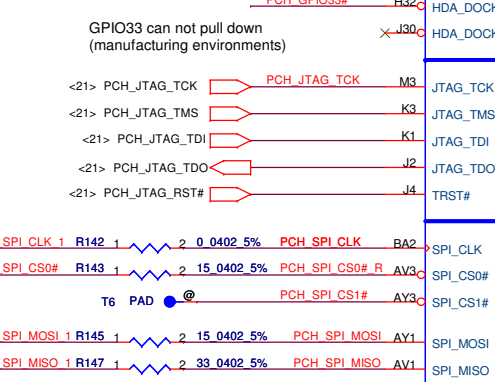 PCH_GPIO33# H32 HDA_DOCK
GPIO33 can not pull down
(manufacturing environments)
J30 HDA_DOCK
<21> PCH_JTAG_TCK PCH_JTAG_TCK M3 JTAG_TCK
<21> PCH_JTAG_TMS K3 JTAG_TMS
<21> PCH_JTAG_TDI K1 JTAG_TDI
<21> PCH_JTAG_TDO J2 JTAG_TDO
<21> PCH_JTAG_RST# J4 TRST#
SPI_CLK_1 R142 1 2 0_0402_5% PCH_SPI_CLK BA2 SPI_CLK
SPI_CS0# R143 1 2 15_0402_5% PCH_SPI_CS0#_R AV3 SPI_CS0#
T6 PAD @ PCH_SPI_CS1# AY3 SPI_CS1#
SPI_MOSI_1 R145 1 2 15_0402_5% PCH_SPI_MOSI AY1 SPI_MOSI
SPI_MISO_1 R147 1 2 33_0402_5% PCH_SPI_MISO AV1 SPI_MISO